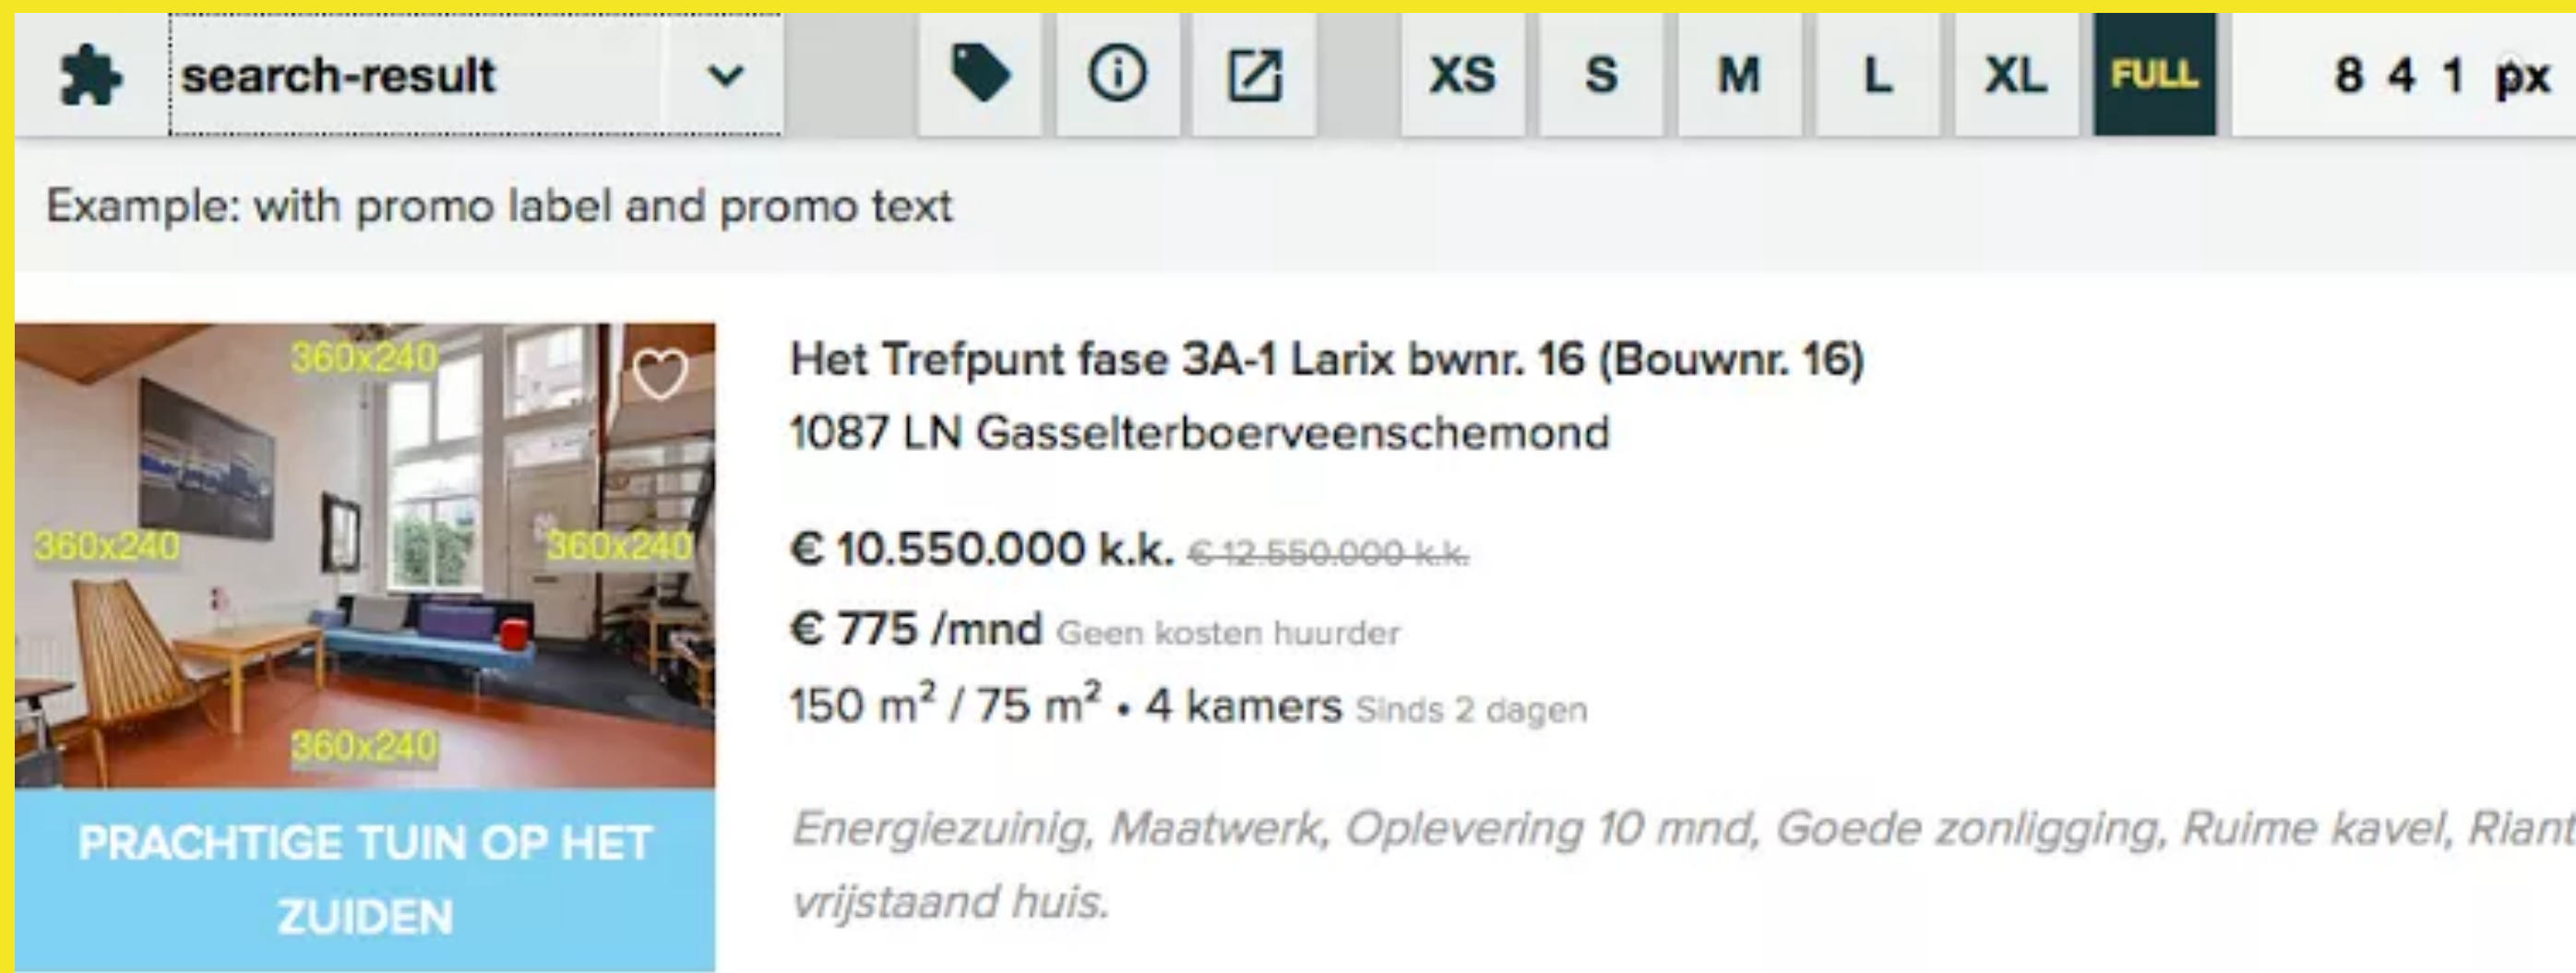 search-result
XS S M L XL FULL 841 px
Example: with promo label and promo text
360x240
360x240 360x240
360x240
PRACHTIGE TUIN OP HET
ZUIDEN
Het Trefpunt fase 3A-1 Larix bwnr. 16 (Bouwnr. 16)
1087 LN Gasselterboerveenschemond
€ 10.550.000 k.k. € 12.550.000 k.k.
€ 775 /mnd Geen kosten huurder
150 m² / 75 m² • 4 kamers Sinds 2 dagen
Energiezuinig, Maatwerk, Oplevering 10 mnd, Goede zonligging, Ruime kavel, Riant
vrijstaand huis.